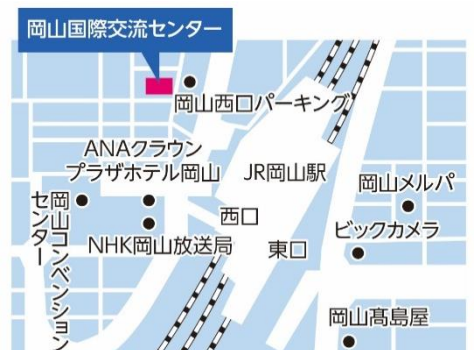 岡山国際交流センター
岡山西口パーキング
ANAクラウン
プラザホテル岡山
JR岡山駅
岡山メルパ
岡山コンベンション
センター
西口
ビックカメラ
NHK岡山放送局
東口
岡山髙島屋